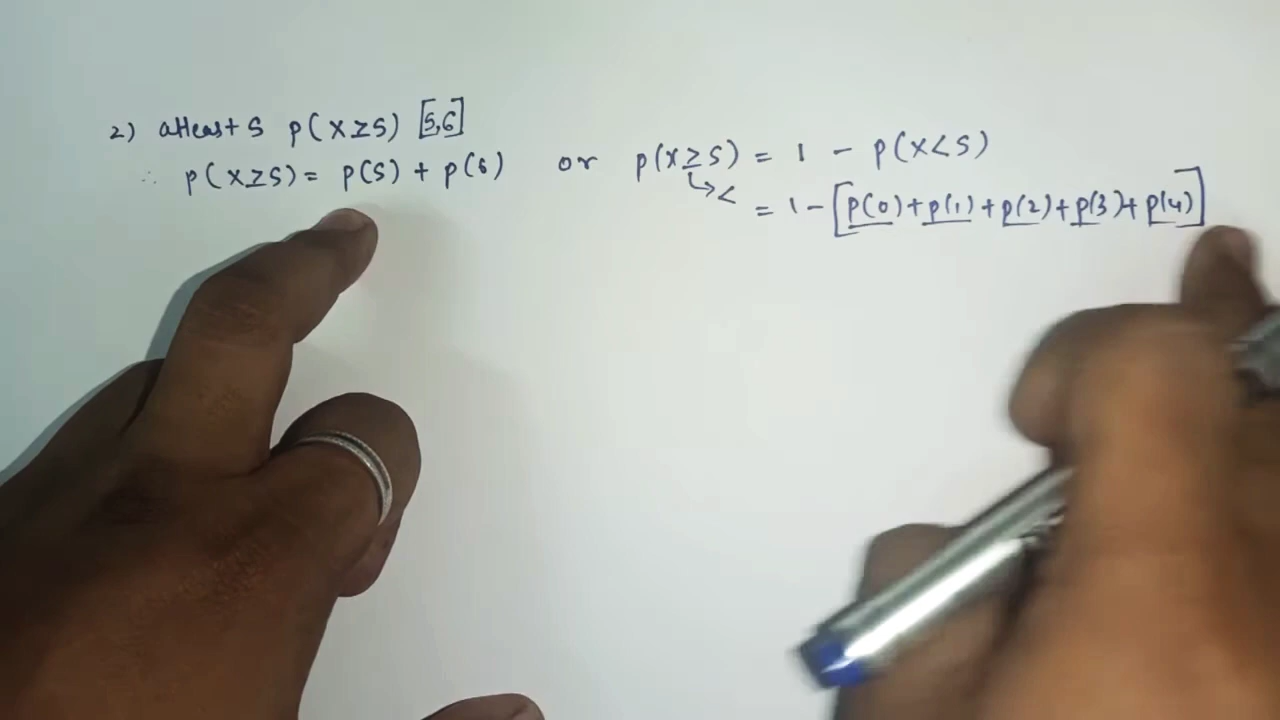 2) atleast 5 p(x≥5) [5,6]
∴ p(x≥5) = p(5) + p(6) or p(x≥5) = 1 - p(x<5)
↳<
= 1 - [p(0)+p(1)+p(2)+p(3)+p(4)]